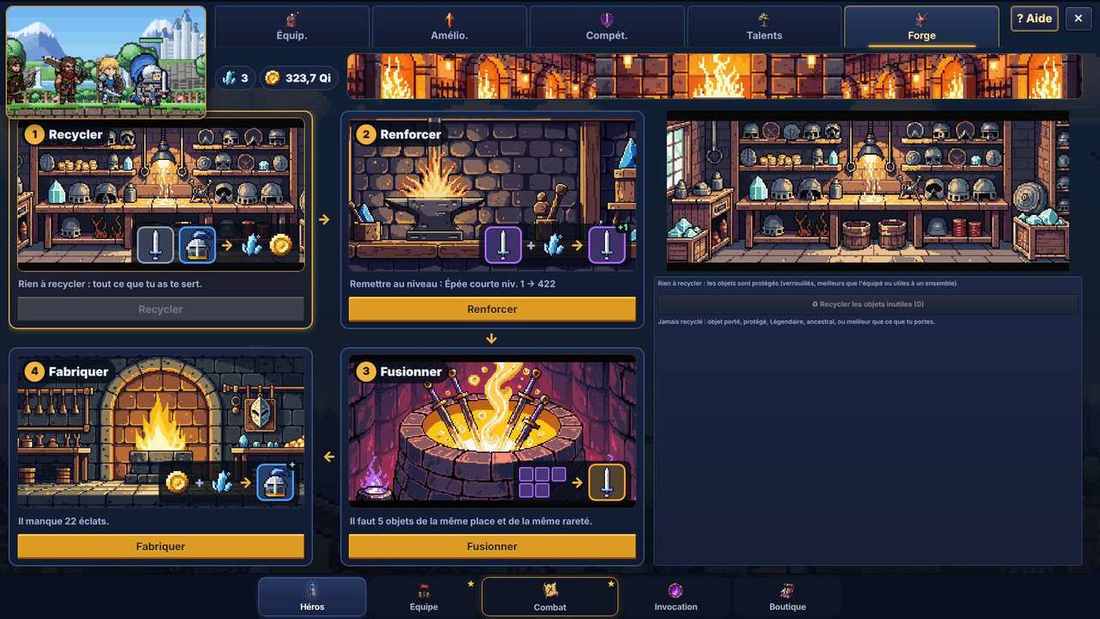 Équip.
Amélio.
Compét.
Talents
Forge
? Aide
×
3
323,7 Qi
1 Recycler
Rien à recycler : tout ce que tu as te sert.
Recycler
2 Renforcer
+1
Remettre au niveau : Épée courte niv. 1 → 422
Renforcer
4 Fabriquer
Il manque 22 éclats.
Fabriquer
3 Fusionner
Il faut 5 objets de la même place et de la même rareté.
Fusionner
Rien à recycler : les objets sont protégés (verrouillés, meilleurs que l'équipé ou utiles à un ensemble)
♻ Recycler les objets inutiles (0)
Jamais recyclé : objet porté, protégé, Légendaire, ancestral, ou meilleur que ce que tu portes.
Héros
Équipe
Combat
Invocation
Boutique